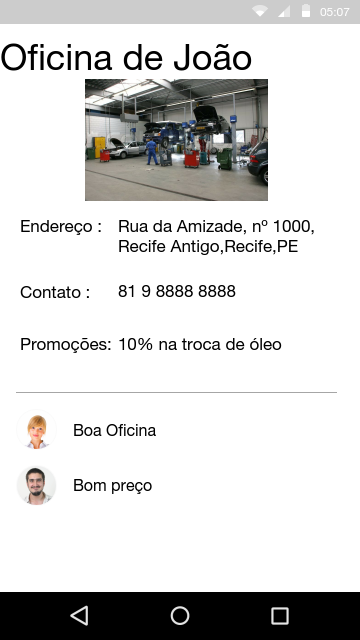 05:07
Oficina de João
Endereço : Rua da Amizade, nº 1000,
Recife Antigo,Recife,PE
Contato : 81 9 8888 8888
Promoções: 10% na troca de óleo
Boa Oficina
Bom preço